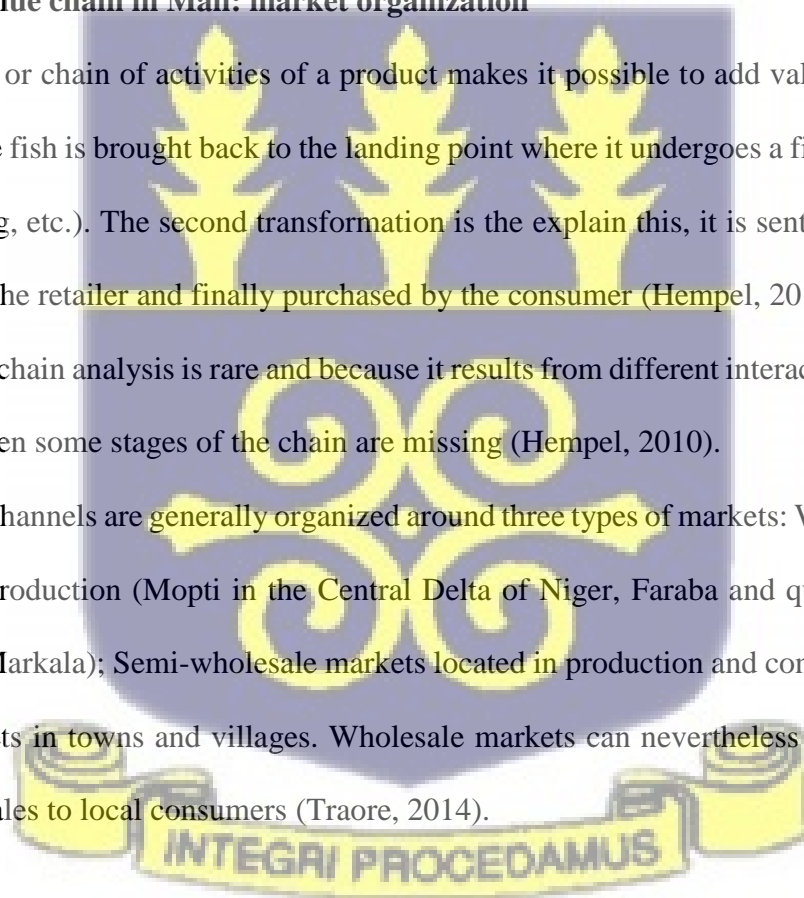 lue chain in Mali: market organization
or chain of activities of a product makes it possible to add val
fish is brought back to the landing point where it undergoes a fi
g, etc.). The second transformation is the explain this, it is sent
he retailer and finally purchased by the consumer (Hempel, 20
chain analysis is rare and because it results from different interac
en some stages of the chain are missing (Hempel, 2010).
hannels are generally organized around three types of markets:
roduction (Mopti in the Central Delta of Niger, Faraba and q
Markala); Semi-wholesale markets located in production and con
ts in towns and villages. Wholesale markets can nevertheless
ales to local consumers (Traore, 2014).
INTEGRI PROCEDAMUS